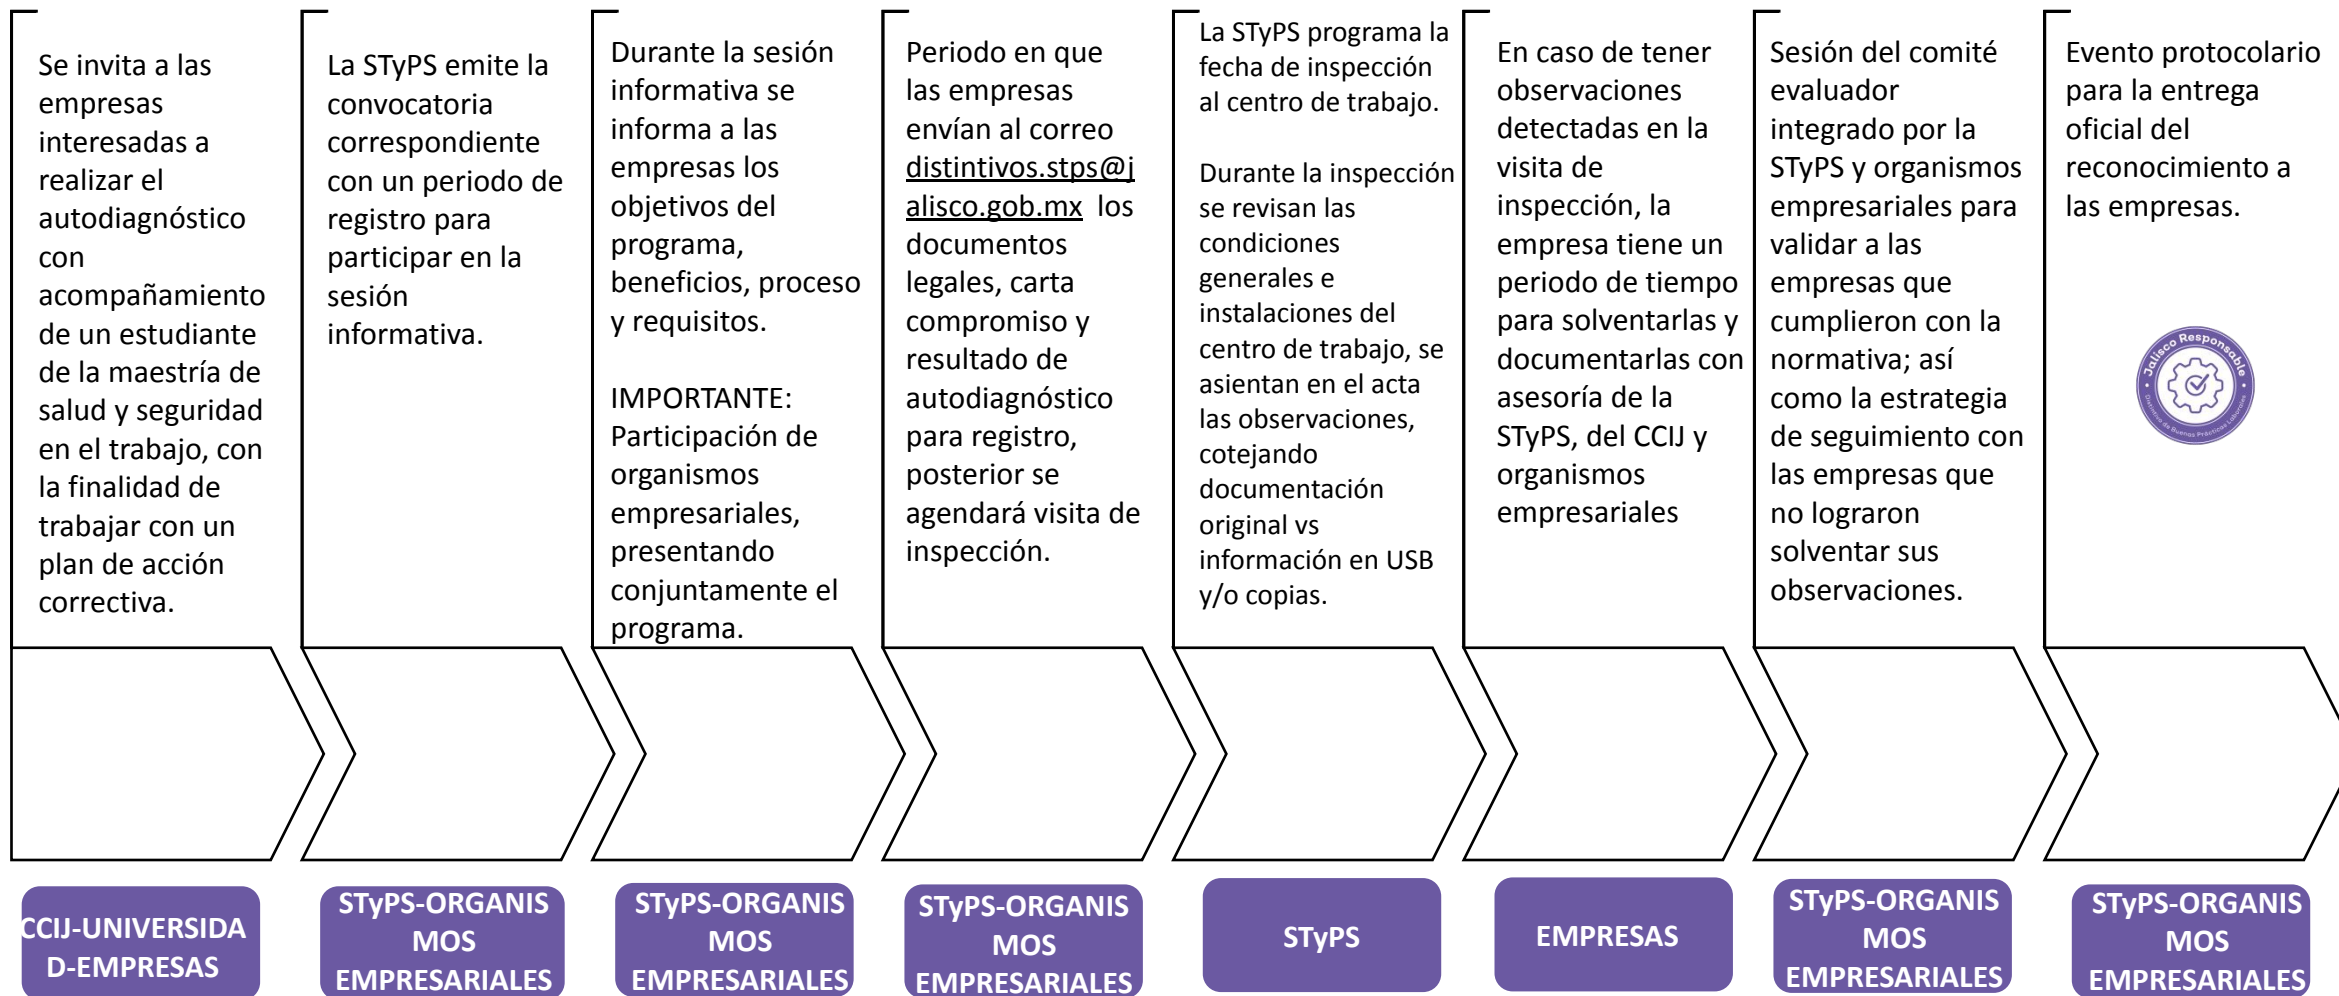 Se invita a las
empresas
interesadas a
realizar el
autodiagnóstico
con
acompañamiento
de un estudiante
de la maestría de
salud y seguridad
en el trabajo, con
la finalidad de
trabajar con un
plan de acción
correctiva.
La STyPS emite la
convocatoria
correspondiente
con un periodo de
registro para
participar en la
sesión
informativa.
Durante la sesión
informativa se
informa a las
empresas los
objetivos del
programa,
beneficios, proceso
y requisitos.
IMPORTANTE:
Participación de
organismos
empresariales,
presentando
conjuntamente el
programa.
Periodo en que
las empresas
envían al correo
distintivos.stps@j
alisco.gob.mx los
documentos
legales, carta
compromiso y
resultado de
autodiagnóstico
para registro,
posterior se
agendará visita de
inspección.
La STyPS programa la
fecha de inspección
al centro de trabajo.
Durante la inspección
se revisan las
condiciones
generales e
instalaciones del
centro de trabajo, se
asientan en el acta
las observaciones,
cotejando
documentación
original vs
información en USB
y/o copias.
En caso de tener
observaciones
detectadas en la
visita de
inspección, la
empresa tiene un
periodo de tiempo
para solventarlas y
documentarlas con
asesoría de la
STyPS, del CCIJ y
organismos
empresariales
Sesión del comité
evaluador
integrado por la
STyPS y organismos
empresariales para
validar a las
empresas que
cumplieron con la
normativa; así
como la estrategia
de seguimiento con
las empresas que
no lograron
solventar sus
observaciones.
Evento protocolario
para la entrega
oficial del
reconocimiento a
las empresas.
Jalisco Responsable
Distintivo de Buenas Prácticas Laborales
CCIJ-UNIVERSIDA
D-EMPRESAS
STyPS-ORGANIS
MOS
EMPRESARIALES
STyPS-ORGANIS
MOS
EMPRESARIALES
STyPS-ORGANIS
MOS
EMPRESARIALES
STyPS
EMPRESAS
STyPS-ORGANIS
MOS
EMPRESARIALES
STyPS-ORGANIS
MOS
EMPRESARIALES